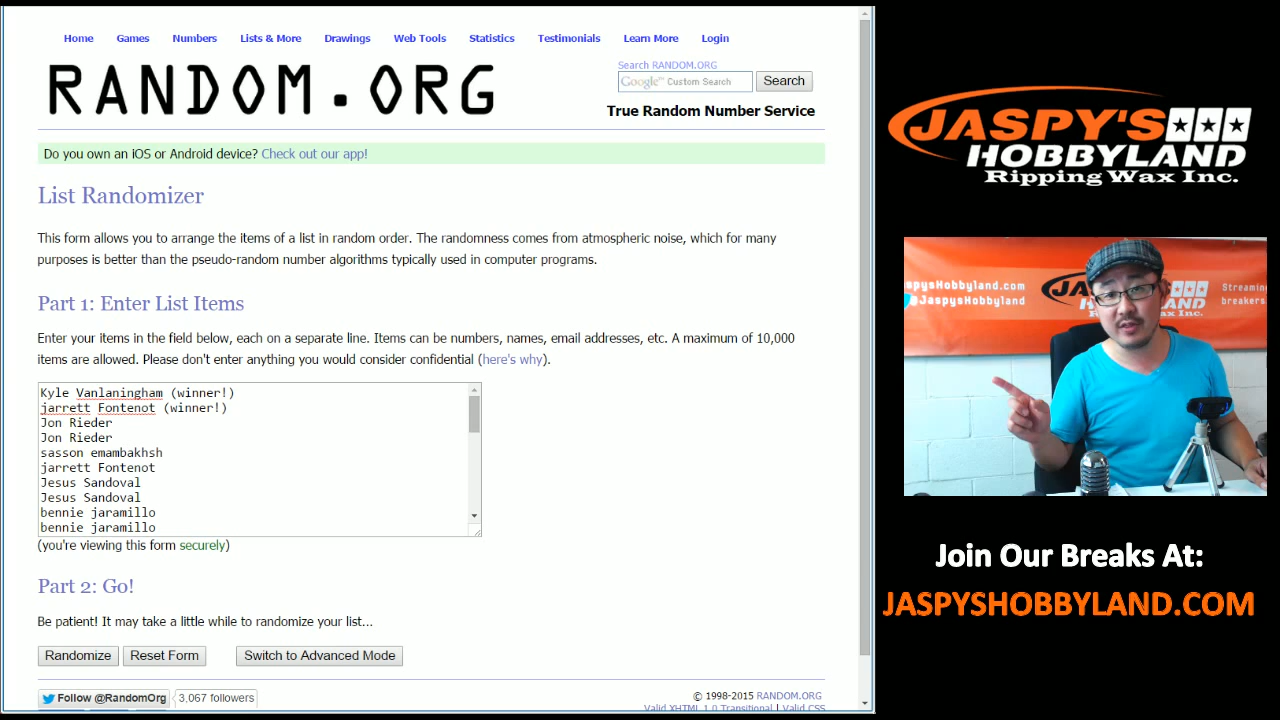 Home Games Numbers Lists & More Drawings Web Tools Statistics Testimonials Learn More Login
RANDOM.ORG
Search RANDOM.ORG
Google™ Custom Search
Search
True Random Number Service
Do you own an iOS or Android device? Check out our app!
List Randomizer
This form allows you to arrange the items of a list in random order. The randomness comes from atmospheric noise, which for many
purposes is better than the pseudo-random number algorithms typically used in computer programs.
Part 1: Enter List Items
Enter your items in the field below, each on a separate line. Items can be numbers, names, email addresses, etc. A maximum of 10,000
items are allowed. Please don't enter anything you would consider confidential (here's why).
Kyle Vanlaningham (winner!)
jarrett Fontenot (winner!)
Jon Rieder
Jon Rieder
sasson emambakhsh
jarrett Fontenot
Jesus Sandoval
Jesus Sandoval
bennie jaramillo
bennie jaramillo
(you're viewing this form securely)
Part 2: Go!
Be patient! It may take a little while to randomize your list...
Randomize Reset Form Switch to Advanced Mode
Follow @RandomOrg 3,067 followers
© 1998-2015 RANDOM.ORG
Valid XHTML 1.0 Transitional | Valid CSS
JASPY'S
HOBBYLAND
Ripping Wax Inc.
JaspysHobbyland
Streaming
breakers
Join Our Breaks At:
JASPYSHOBBYLAND.COM